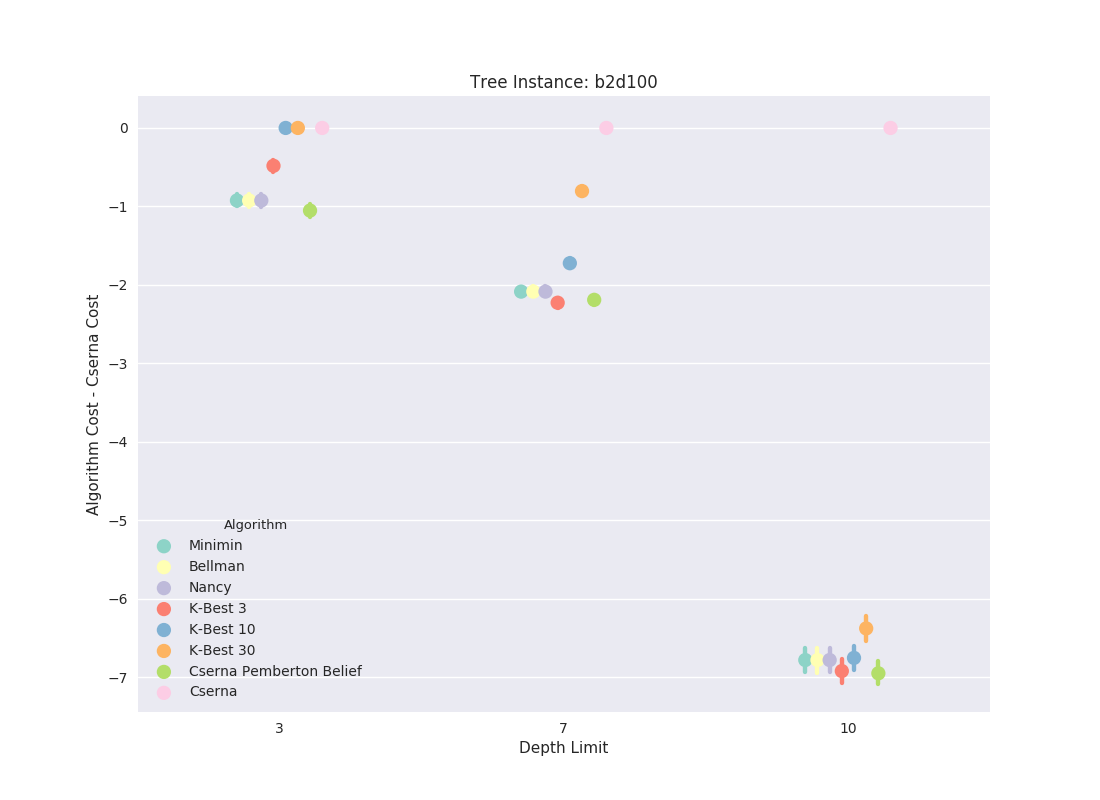 Tree Instance: b2d100
Algorithm Cost - Cserna Cost
0
−1
−2
−3
−4
−5
−6
−7
Algorithm
Minimin
Bellman
Nancy
K-Best 3
K-Best 10
K-Best 30
Cserna Pemberton Belief
Cserna
3
7
10
Depth Limit